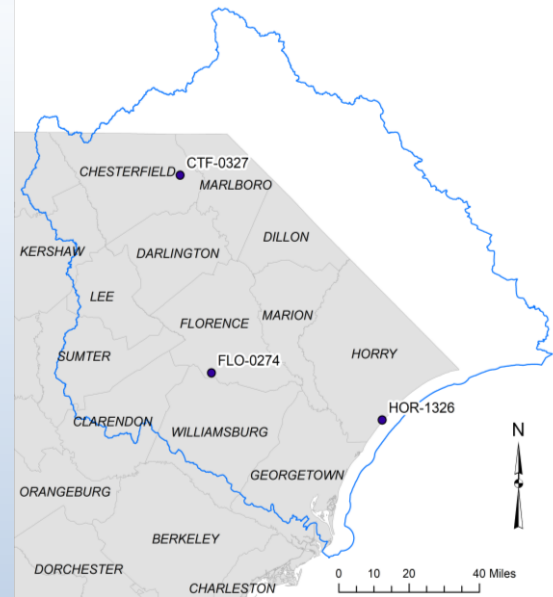 CTF-0327
CHESTERFIELD
MARLBORO
DILLON
KERSHAW
DARLINGTON
LEE
MARION
FLORENCE
HORRY
SUMTER
FLO-0274
HOR-1326
CLARENDON
WILLIAMSBURG
N
GEORGETOWN
ORANGEBURG
BERKELEY
DORCHESTER
0 10 20 40 Miles
CHARLESTON